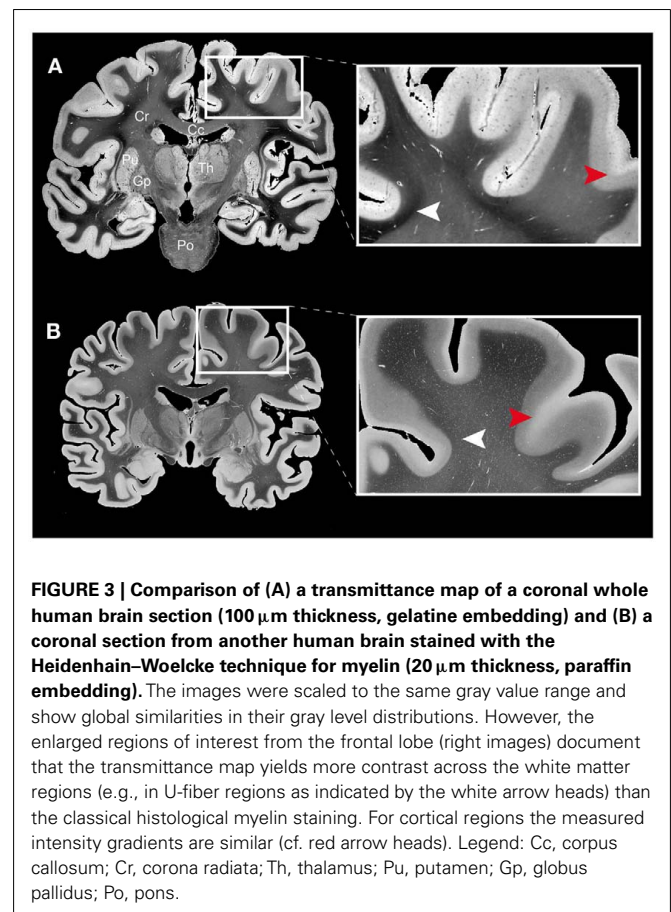 A
Cr
Cc
Pu
Th
Gp
Po
B
FIGURE 3 | Comparison of (A) a transmittance map of a coronal whole
human brain section (100 μm thickness, gelatine embedding) and (B) a
coronal section from another human brain stained with the
Heidenhain–Woelcke technique for myelin (20 μm thickness, paraffin
embedding). The images were scaled to the same gray value range and
show global similarities in their gray level distributions. However, the
enlarged regions of interest from the frontal lobe (right images) document
that the transmittance map yields more contrast across the white matter
regions (e.g., in U-fiber regions as indicated by the white arrow heads) than
the classical histological myelin staining. For cortical regions the measured
intensity gradients are similar (cf. red arrow heads). Legend: Cc, corpus
callosum; Cr, corona radiata; Th, thalamus; Pu, putamen; Gp, globus
pallidus; Po, pons.